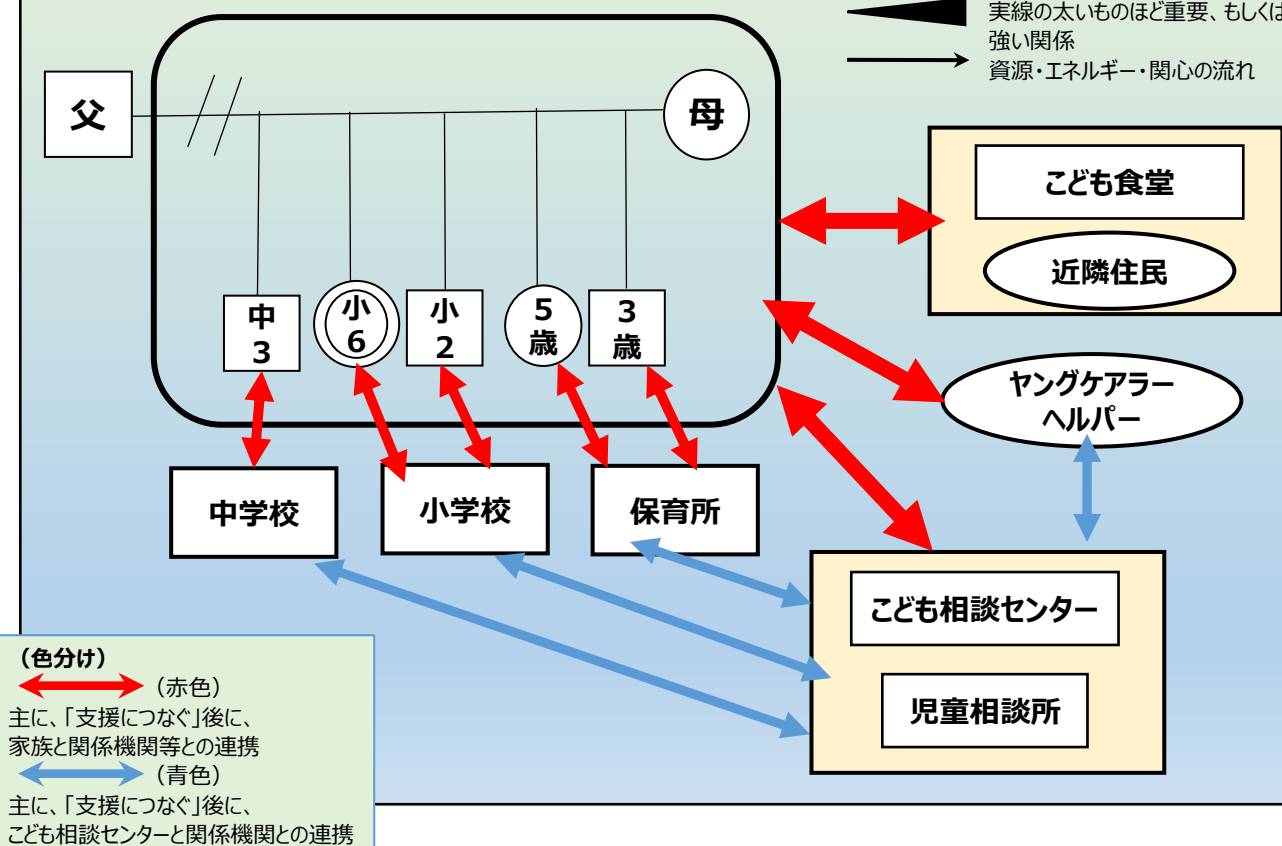 実線の太いものほど重要、もしくは
強い関係
資源・エネルギー・関心の流れ
父
母
こども食堂
近隣住民
中
3
小
6
小
2
5
歳
3
歳
ヤングケアラー
ヘルパー
中学校
小学校
保育所
こども相談センター
児童相談所
（色分け）
（赤色）
主に、「支援につなぐ」後に、
家族と関係機関等との連携
（青色）
主に、「支援につなぐ」後に、
こども相談センターと関係機関との連携